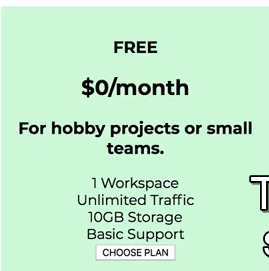 FREE
$0/month
For hobby projects or small
teams.
1 Workspace
Unlimited Traffic
10GB Storage
Basic Support
CHOOSE PLAN